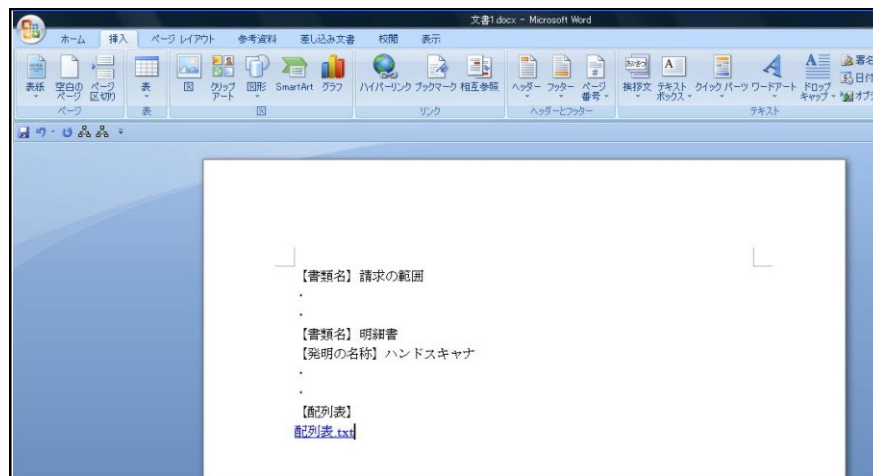 文書1.docx - Microsoft Word
ホーム 挿入 ページ レイアウト 参考資料 差し込み文書 校閲 表示
表紙 空白のページ ページ区切り 表 図 クリップアート 図形 SmartArt グラフ ハイパーリンク ブックマーク 相互参照 ヘッダー フッター ページ番号 挨拶文 テキストボックス クイック パーツ ワードアート ドロップキャップ 署名
日付
オブ
ページ 表 図 リンク ヘッダーとフッター テキスト
【書類名】請求の範囲
・
・
【書類名】明細書
【発明の名称】ハンドスキャナ
・
・
【配列表】
配列表.txt